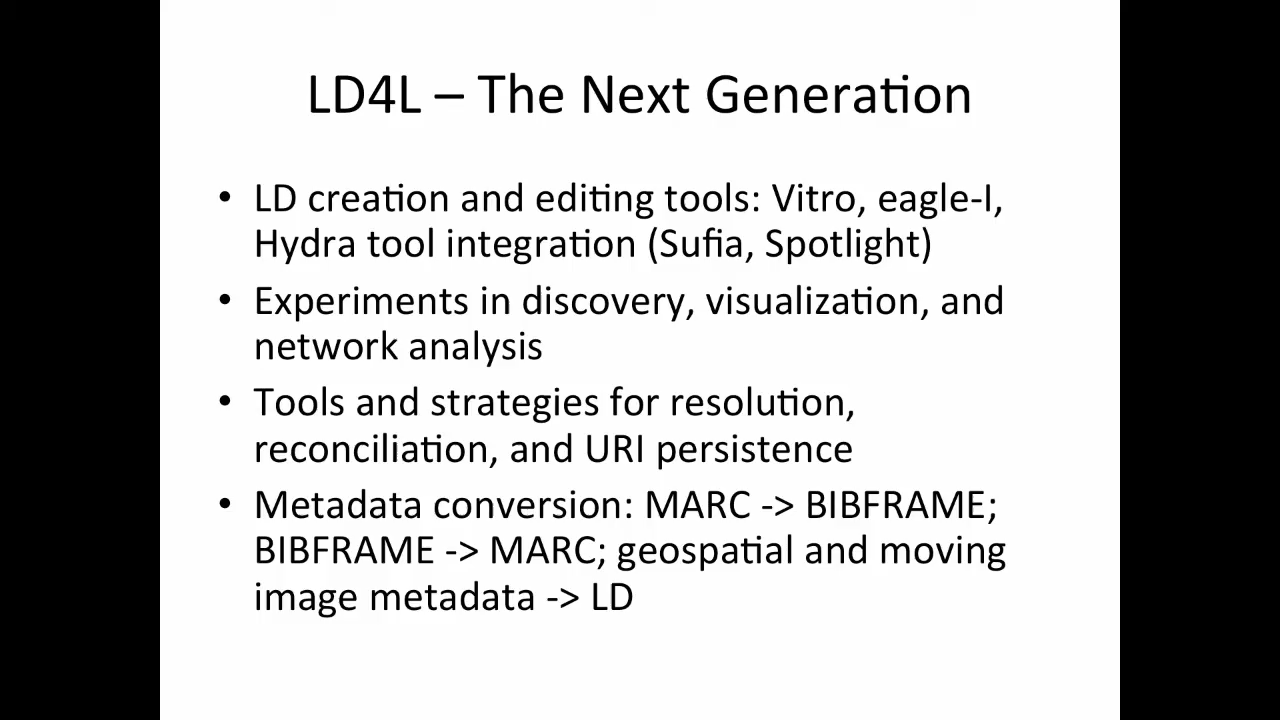 LD4L – The Next Generation
• LD creation and editing tools: Vitro, eagle-I,
Hydra tool integration (Sufia, Spotlight)
• Experiments in discovery, visualization, and
network analysis
• Tools and strategies for resolution,
reconciliation, and URI persistence
• Metadata conversion: MARC -> BIBFRAME;
BIBFRAME -> MARC; geospatial and moving
image metadata -> LD